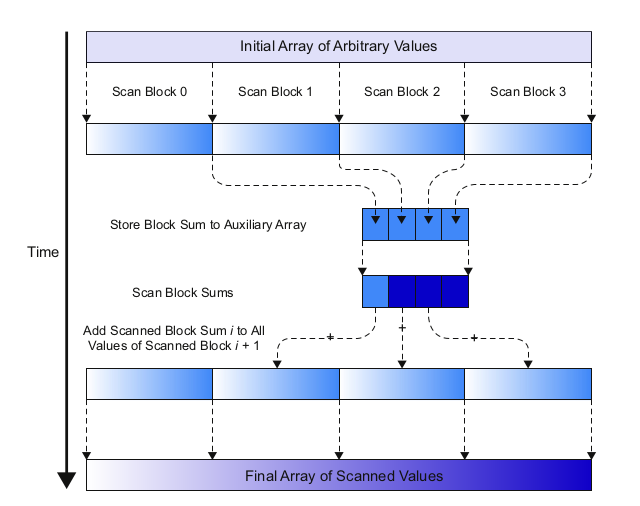 Initial Array of Arbitrary Values
Scan Block 0
Scan Block 1
Scan Block 2
Scan Block 3
Store Block Sum to Auxiliary Array
Time
Scan Block Sums
Add Scanned Block Sum i to All
Values of Scanned Block i + 1
+
+
+
Final Array of Scanned Values